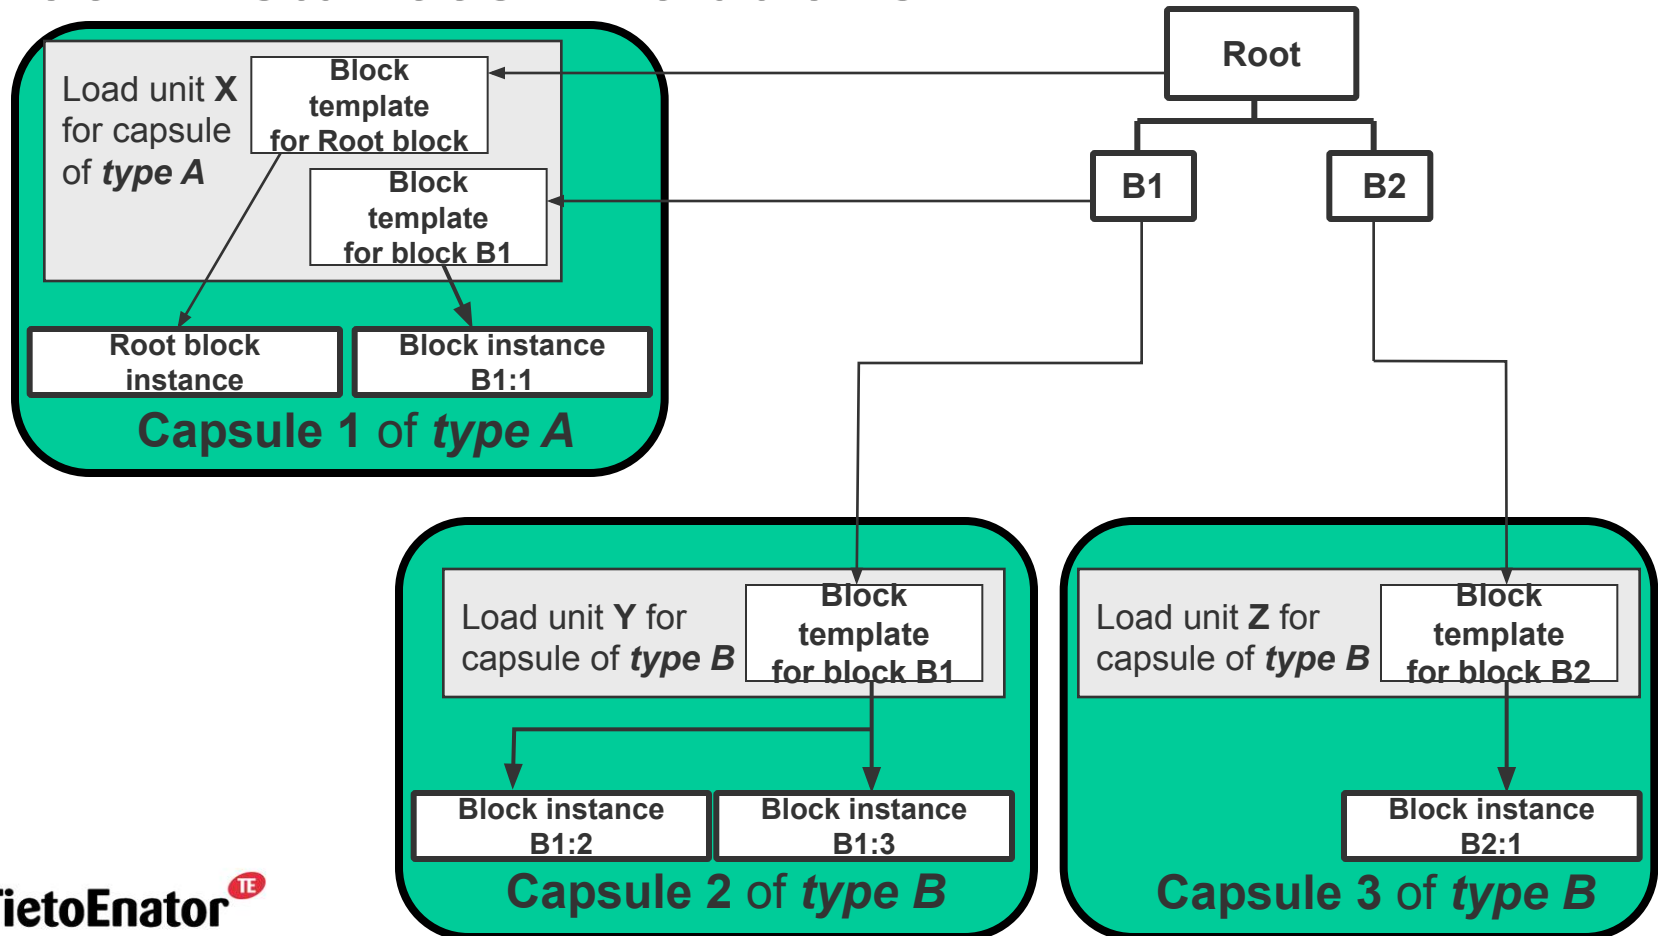 Root
Load unit X
for capsule
of type A
Block
template
for Root block
Block
template
for block B1
B1
B2
Root block
instance
Block instance
B1:1
Capsule 1 of type A
Load unit Y for
capsule of type B
Block
template
for block B1
Load unit Z for
capsule of type B
Block
template
for block B2
Block instance
B1:2
Block instance
B1:3
Block instance
B2:1
Capsule 2 of type B
Capsule 3 of type B
TE
ietoEnator